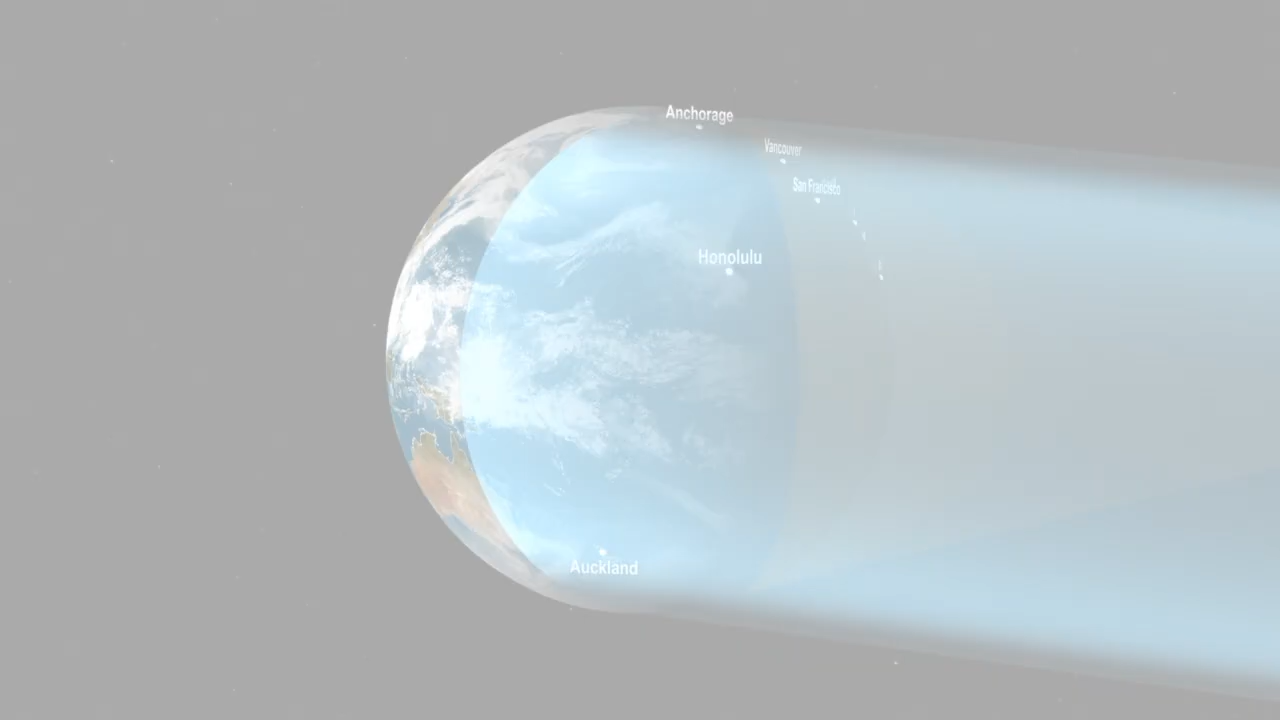 Anchorage
Vancouver
San Francisco
Honolulu
Auckland